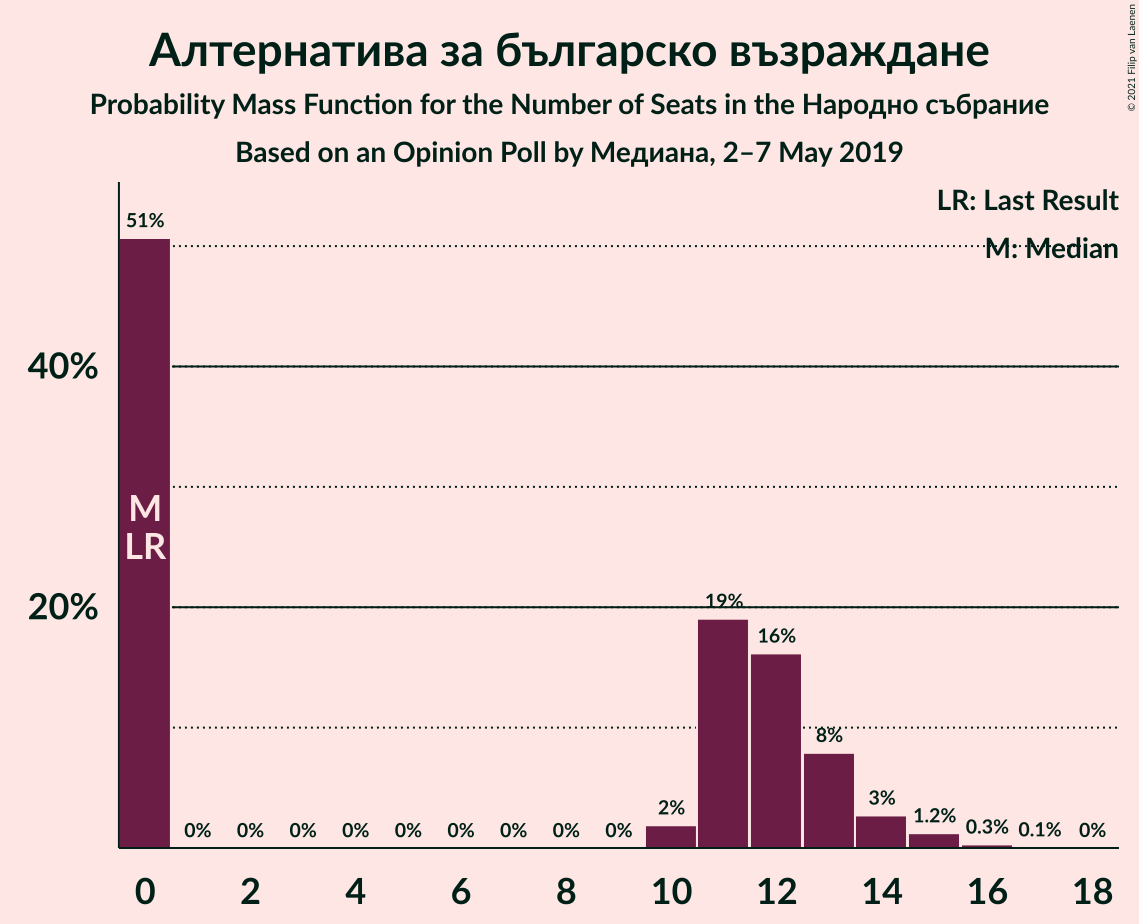 Алтернатива за българско възраждане
Probability Mass Function for the Number of Seats in the Народно събрание
Based on an Opinion Poll by Медиана, 2–7 May 2019
© 2021 Filip van Laenen
LR: Last Result
M: Median
51%
40%
M
LR
20%
19%
16%
8%
0% 0% 0% 0% 0% 0% 0% 0% 0% 2% 3% 1.2% 0.3% 0.1% 0%
0 2 4 6 8 10 12 14 16 18